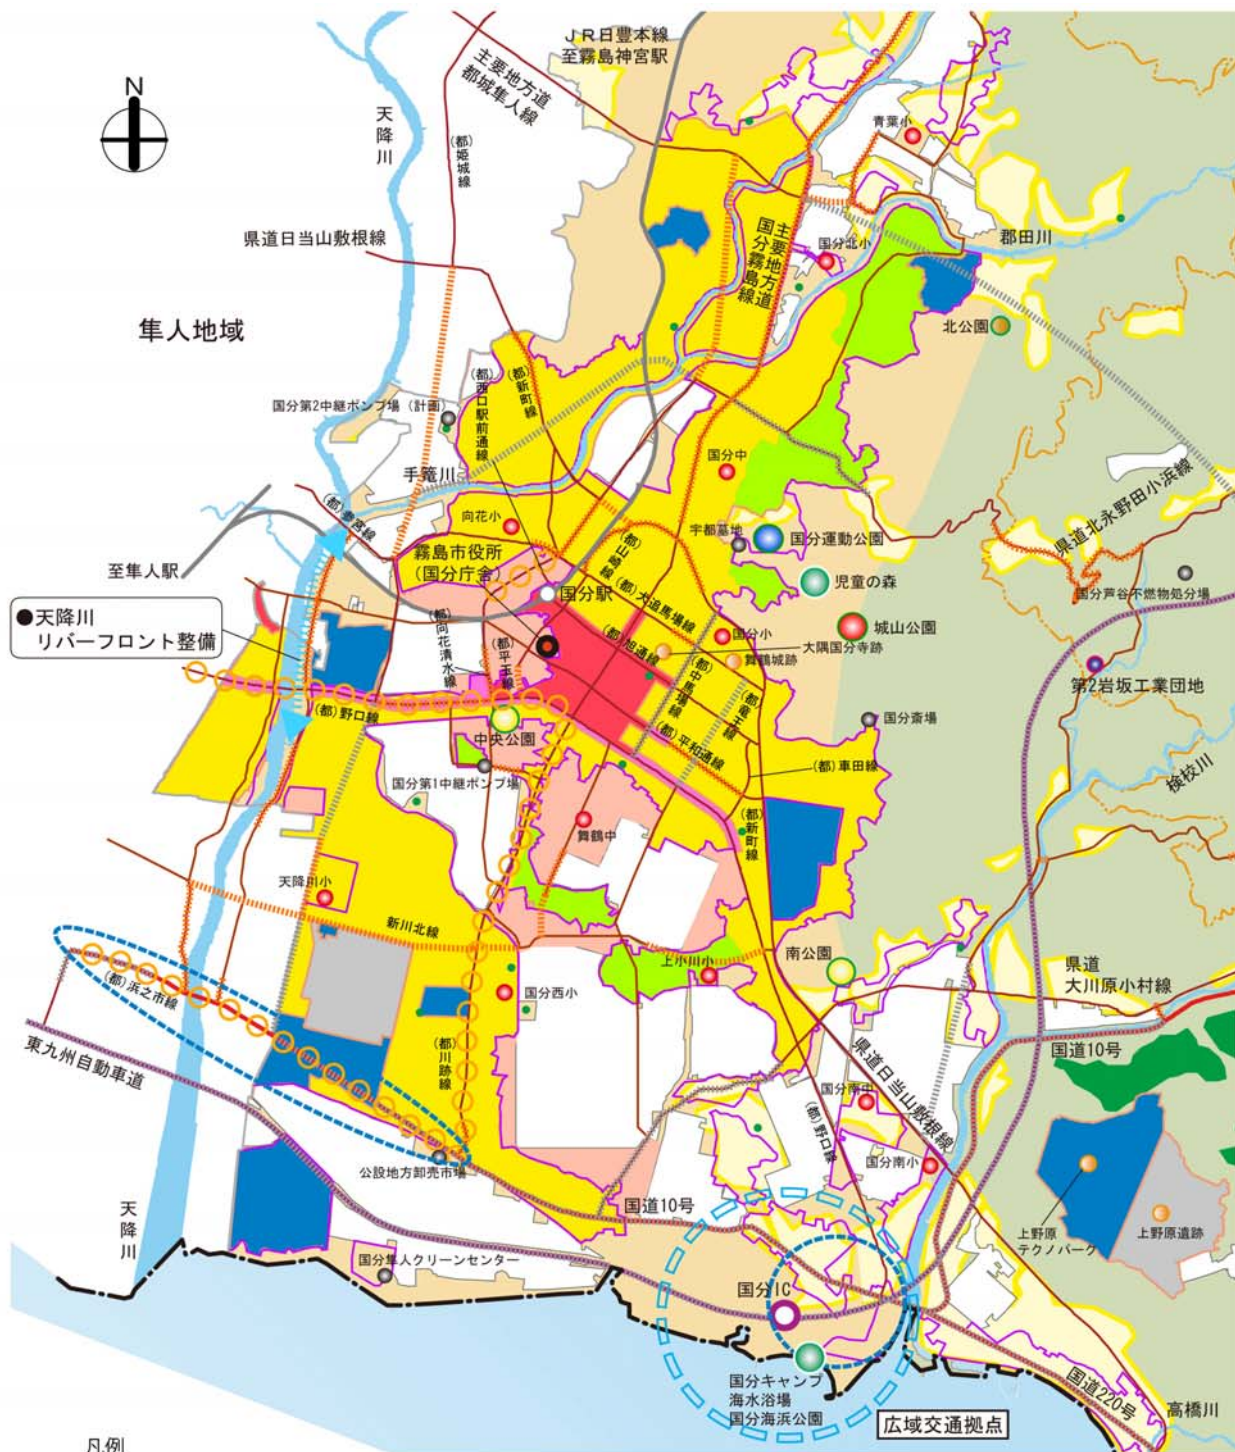 JR日豊本線
至霧島神宮駅
主要地方道
都城隼人線
N
天降川
(都)姫城線
青葉小
県道日当山敷根線
主要地方道
国分霧島線
国分北小
郡田川
隼人地域
北公園
(都)新町線
(都)西口駅前通線
国分第2中継ポンプ場(計画)
手篭川
国分中
県道北永野田小浜線
(都)参宮線
向花小
宇都墓地
国分運動公園
霧島市役所
(国分庁舎)
(都)山崎線
至隼人駅
国分駅
(都)大追馬場線
児童の森
国分芦谷不燃物処分場
●天降川
リバーフロント整備
(都)向花清水線
(都)平玉線
(都)旭通線
国分小
城山公園
大隅国分寺跡
舞鶴城跡
(都)中馬場線
(都)竜王線
第2岩坂工業団地
(都)野口線
中央公園
国分斎場
(都)平和通線
(都)車田線
検校川
国分第1中継ポンプ場
舞鶴中
(都)新町線
天降川小
新川北線
上小川小
南公園
県道
大川原小村線
(都)浜之市線
国分西小
東九州自動車道
(都)川跡線
国道10号
県道日当山敷根線
国分南中
(都)野口線
公設地方卸売市場
国分南小
国道10号
天降川
上野原
テクノパーク
上野原遺跡
国分隼人クリーンセンター
国分IC
国分キャンプ
海水浴場
国分海浜公園
国道220号
高橋川
広域交通拠点
凡例